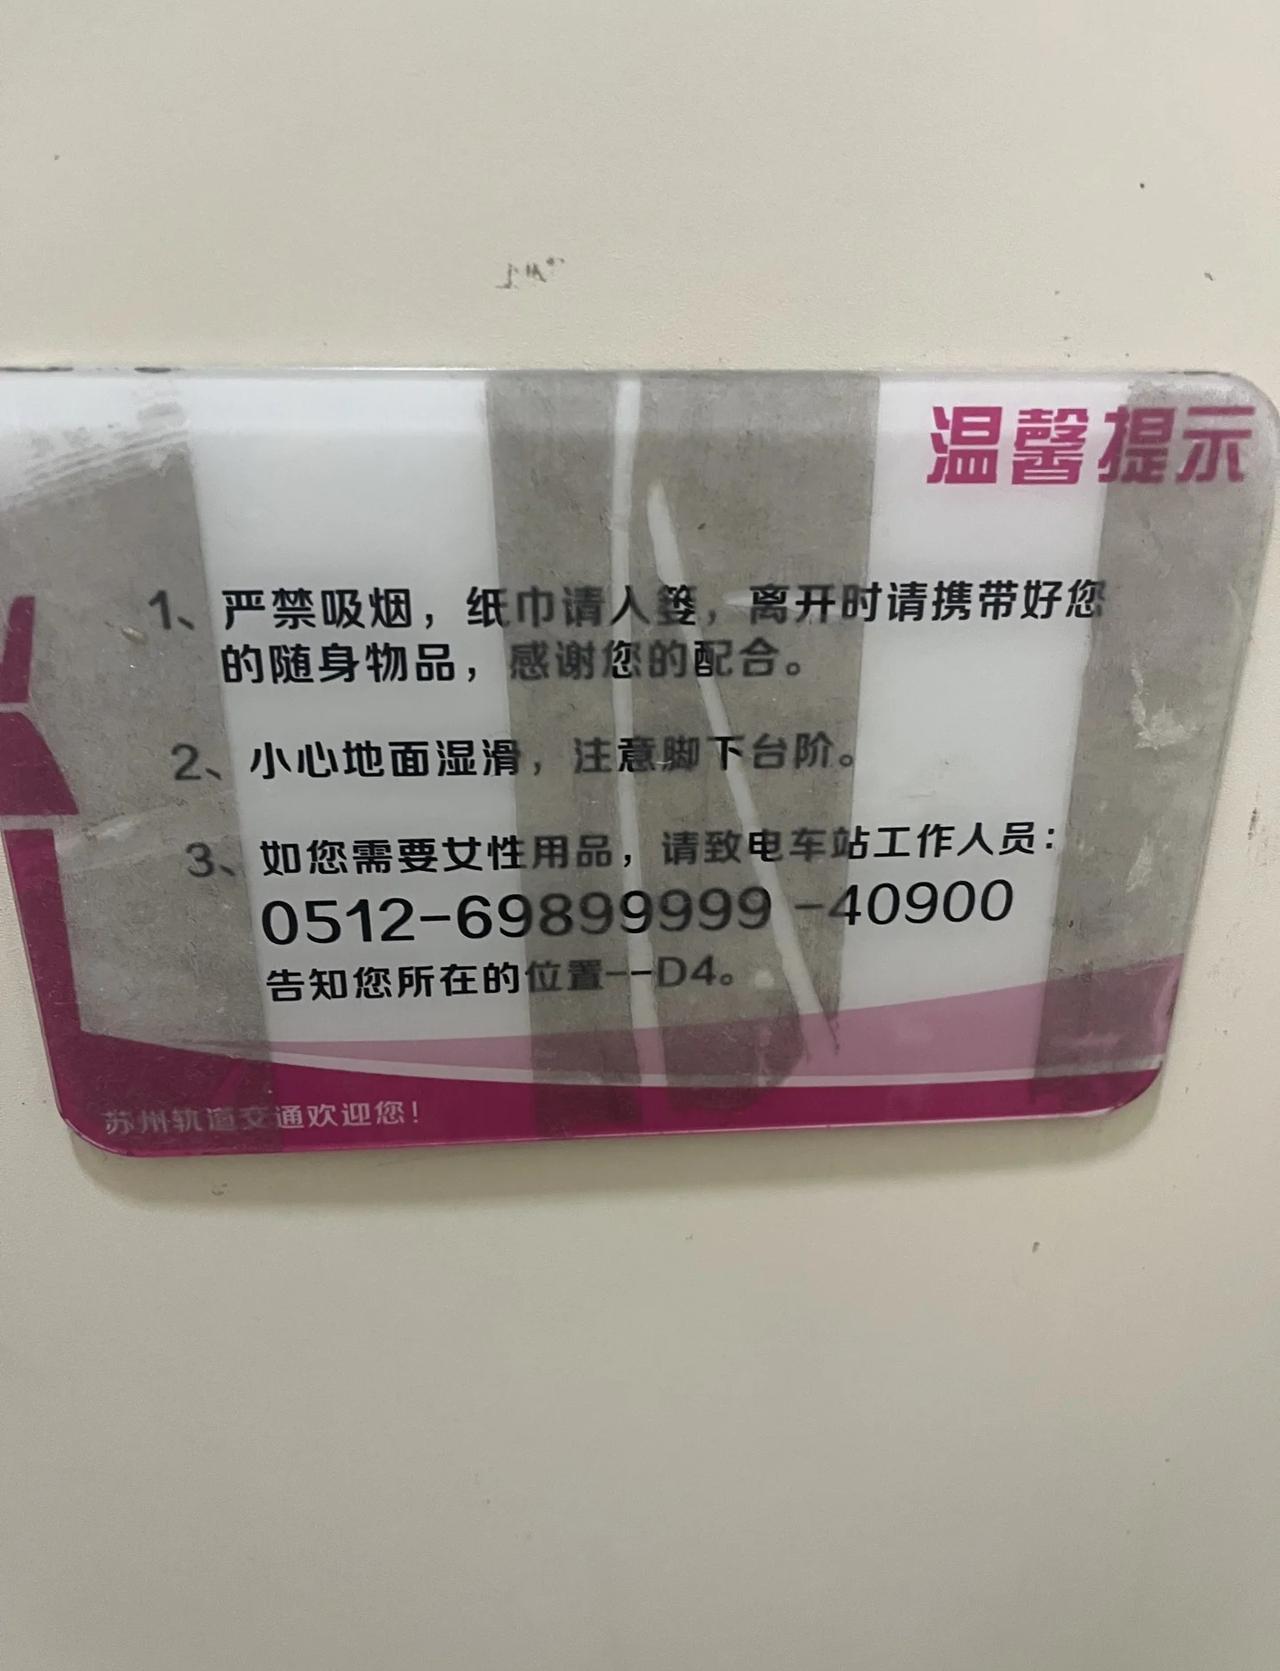 温馨提示
1、严禁吸烟，纸巾请入篓，离开时请携带好您
的随身物品，感谢您的配合。
2、小心地面湿滑，注意脚下台阶。
3、如您需要女性用品，请致电车站工作人员：
0512-69899999-40900
告知您所在的位置--D4。
苏州轨道交通欢迎您！